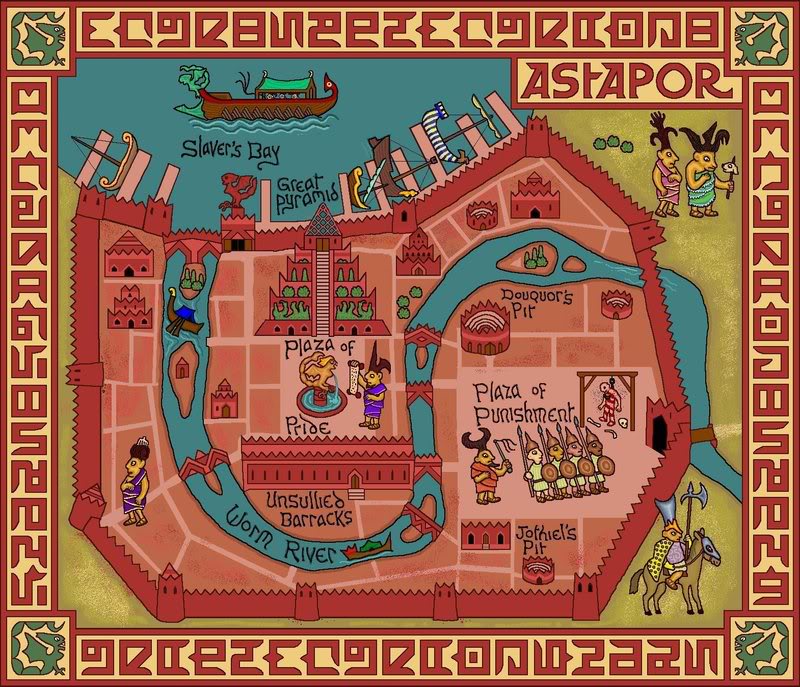 ASTAPOR
Slaver's Bay
Great
Pyramid
Douquor's
Pit
Plaza of
Pride
Plaza of
Punishment
Unsullied
Barracks
Worm River
Jothiel's
Pit